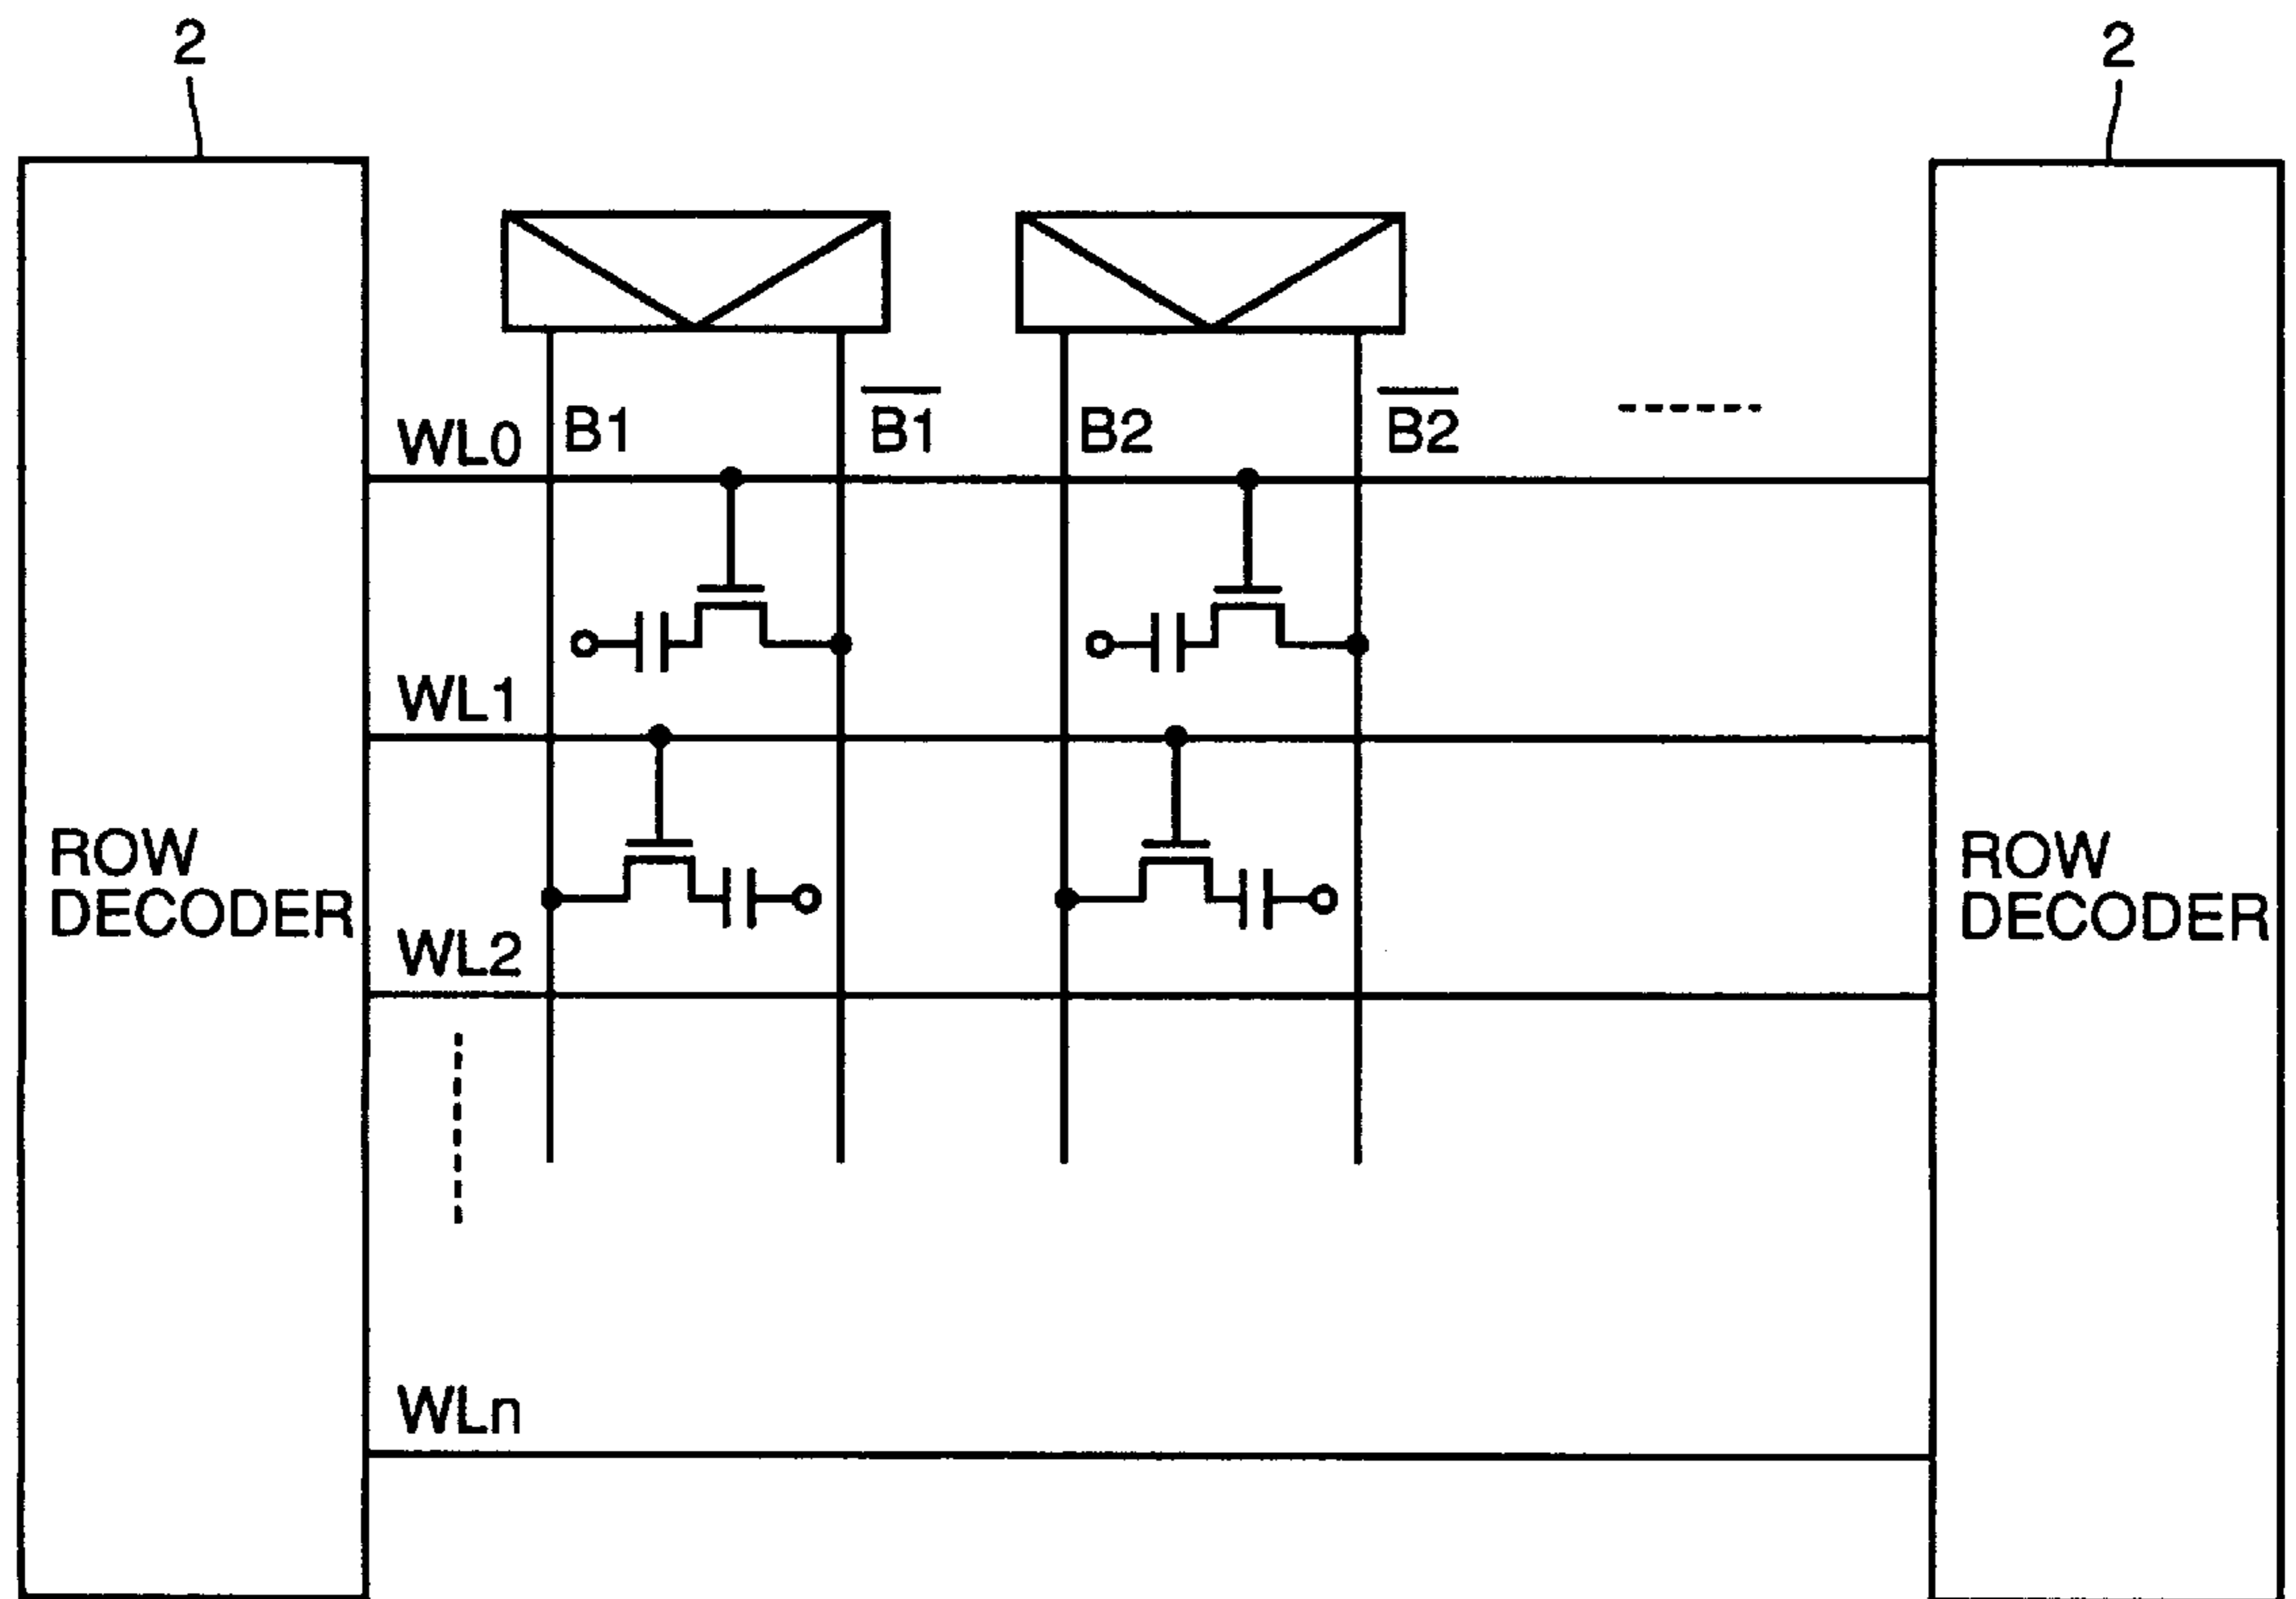 2
2
B1
B1̅
B2
B2̅
WL0
WL1
ROW
DECODER
ROW
DECODER
WL2
WLn